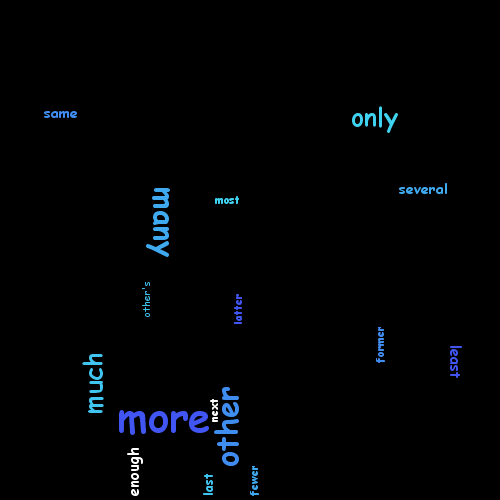 only
same
several
many
most
other's
latter
former
least
much
more
next
other
enough
last
fewer